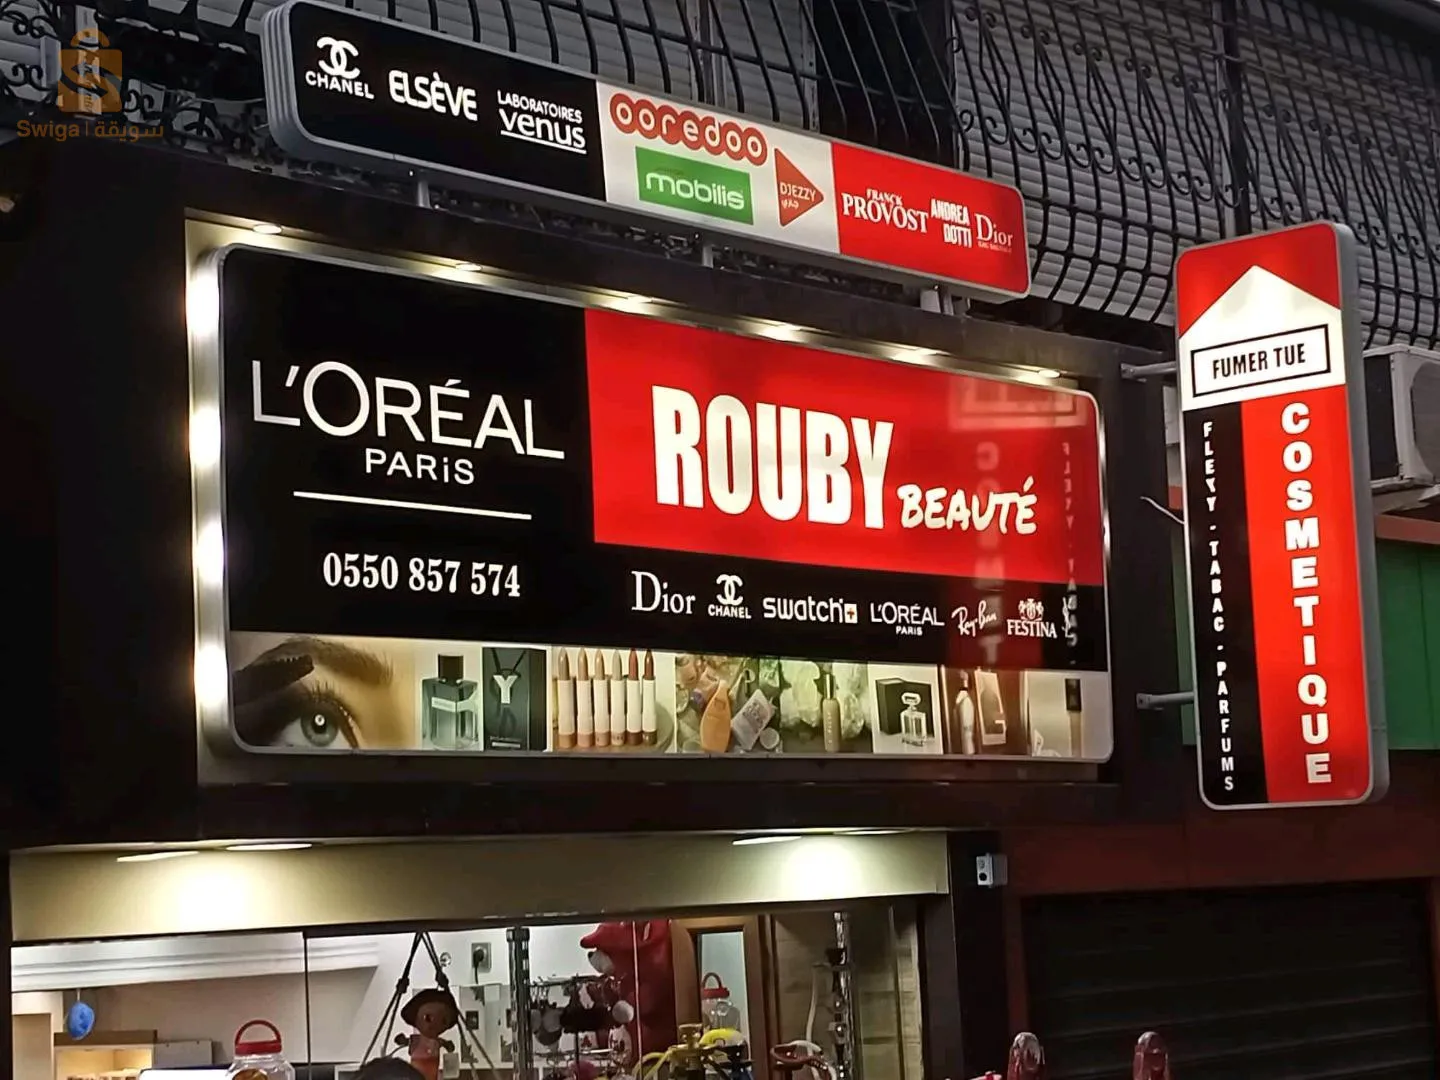 Swiga | سويقة
CHANEL
ELSÈVE
LABORATOIRES
venus
ooredoo
mobilis
DJEZZY
جازي
FRANCK
PROVOST
ANDREA
DOTTI
Dior
L'ORÉAL
PARiS
0550 857 574
ROUBY BEAUTÉ
Dior
CHANEL
swatch
L'ORÉAL
PARIS
Ray-Ban
FESTINA
Y
FUMER TUE
COSMETIQUE
FLEXY - TABAC - PARFUMS